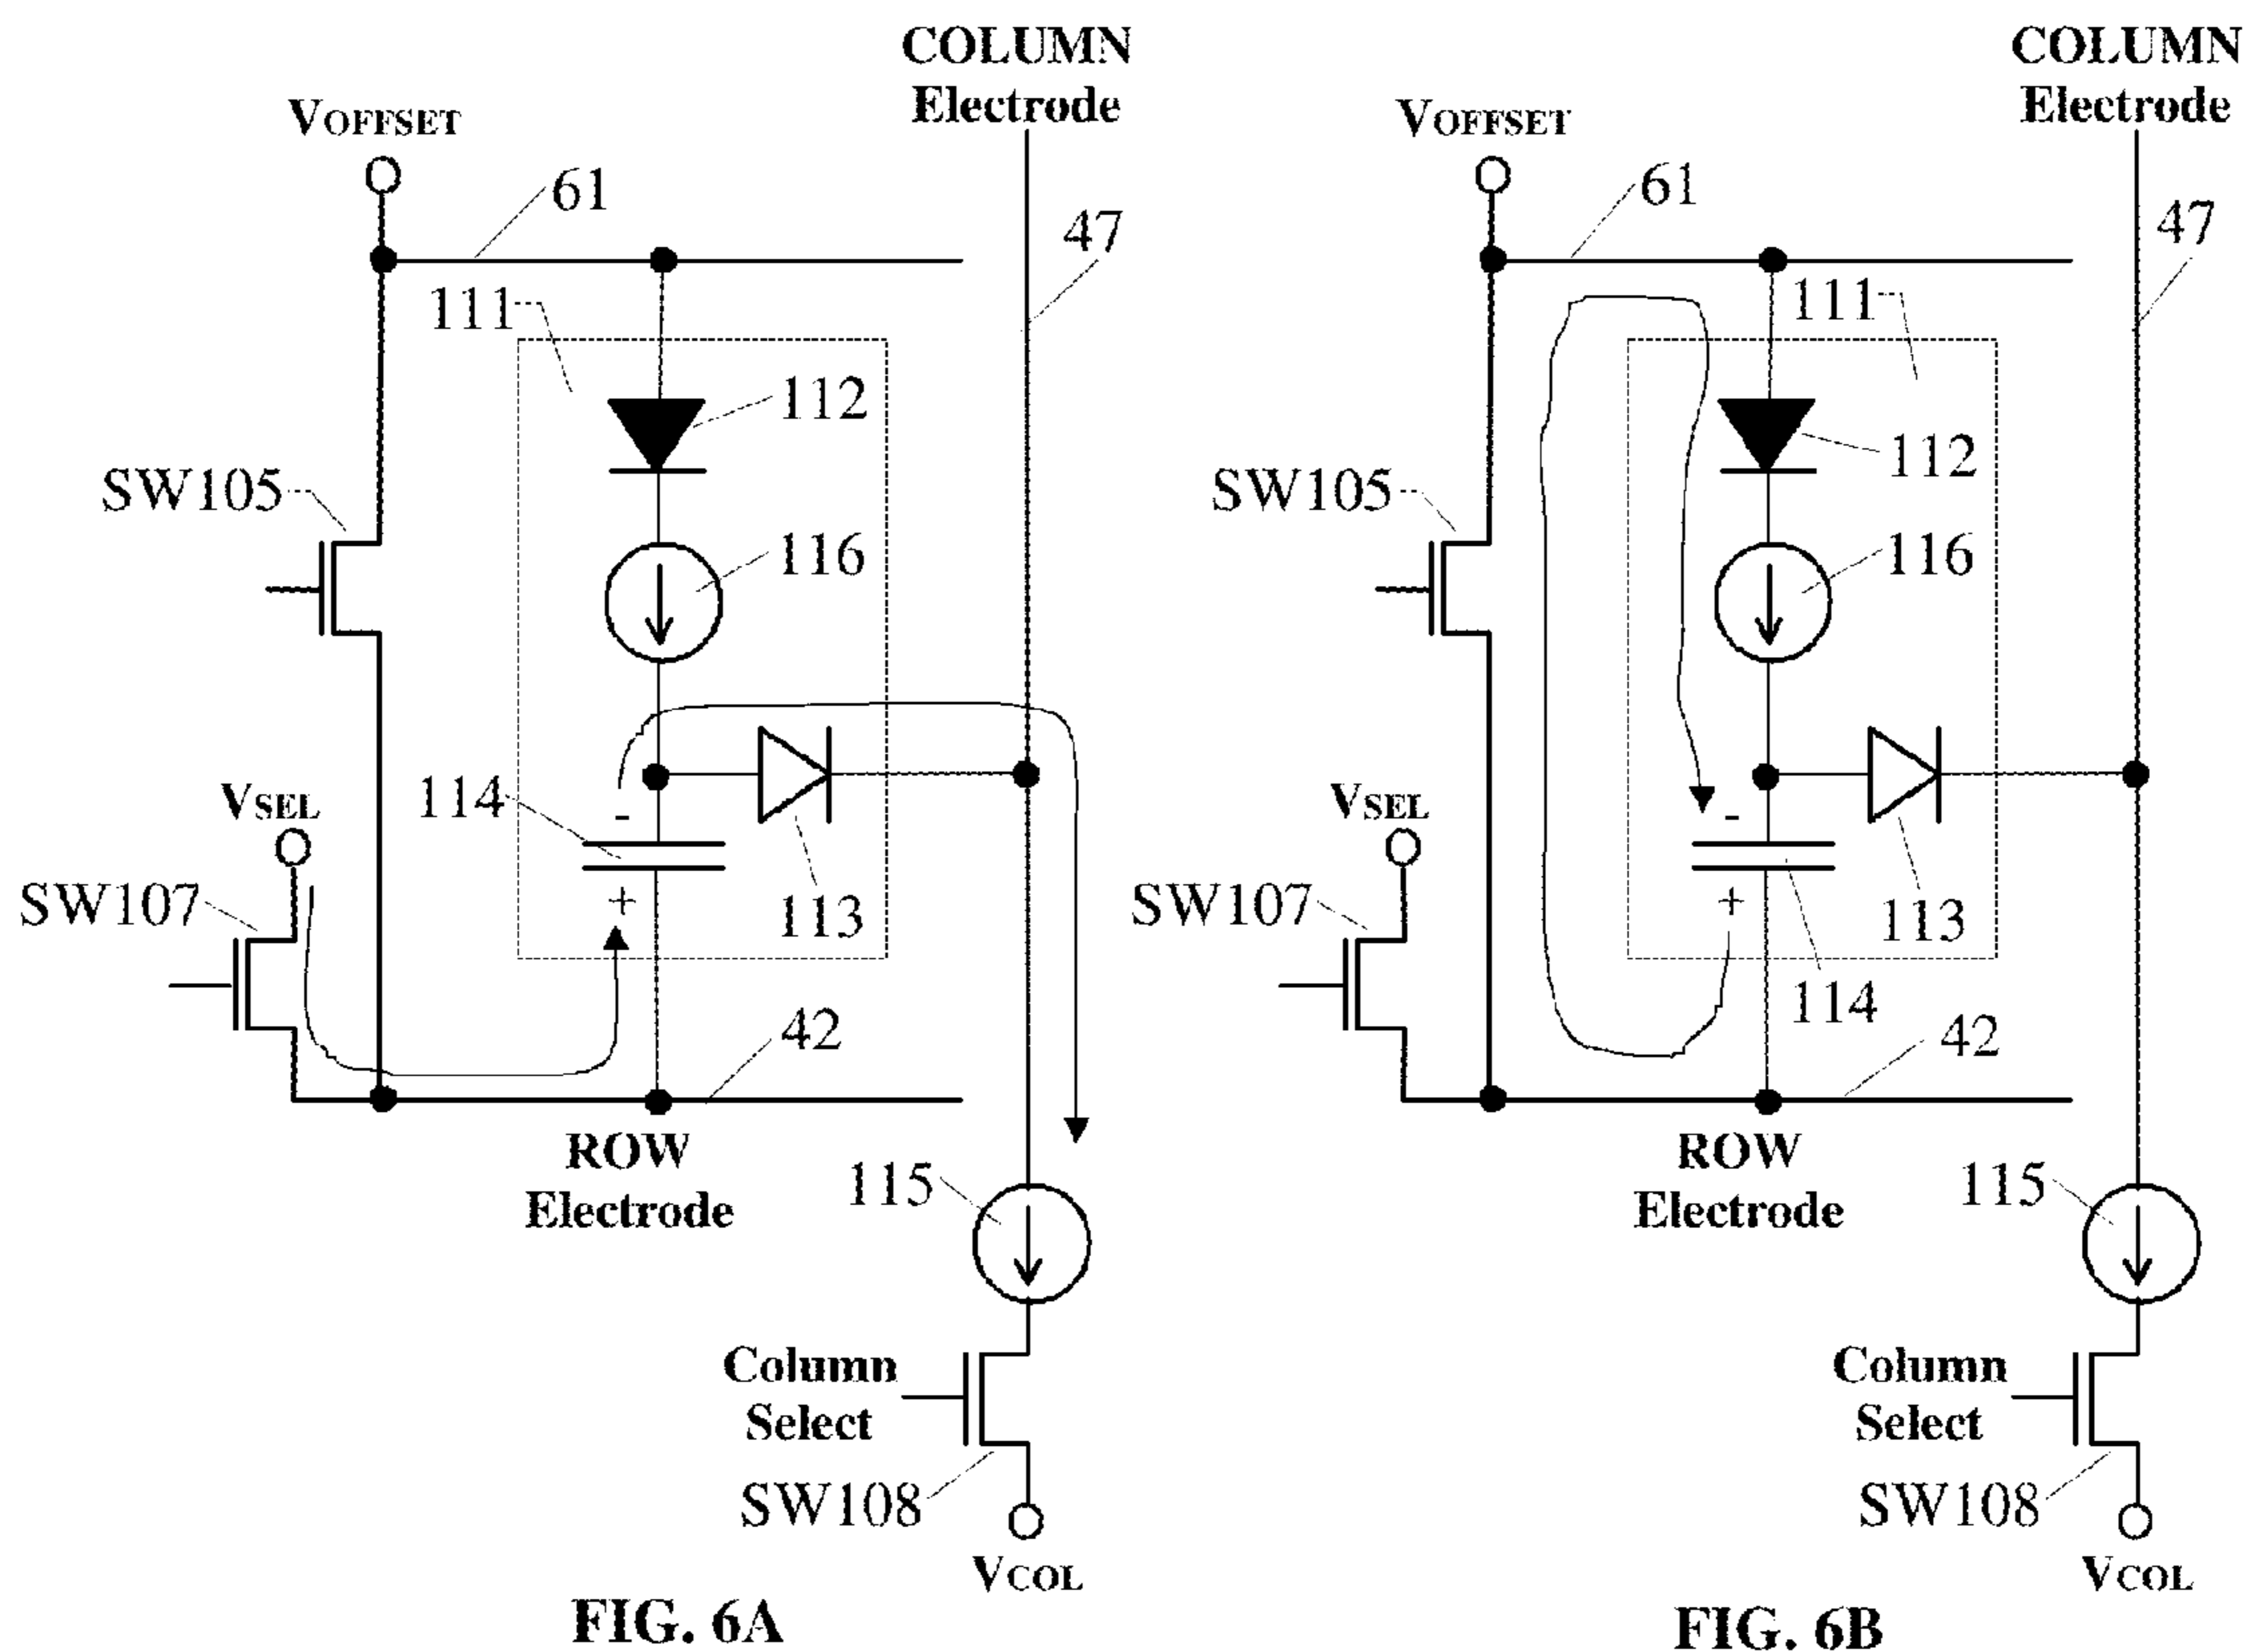 COLUMN
Electrode
VOFFSET
61
47
111
112
SW105
116
VSEL
114
-
SW107
+
113
42
ROW
Electrode
115
Column
Select
SW108
VCOL
FIG. 6A
COLUMN
Electrode
VOFFSET
61
47
111
112
SW105
116
VSEL
-
SW107
+
113
114
42
ROW
Electrode
115
Column
Select
SW108
VCOL
FIG. 6B